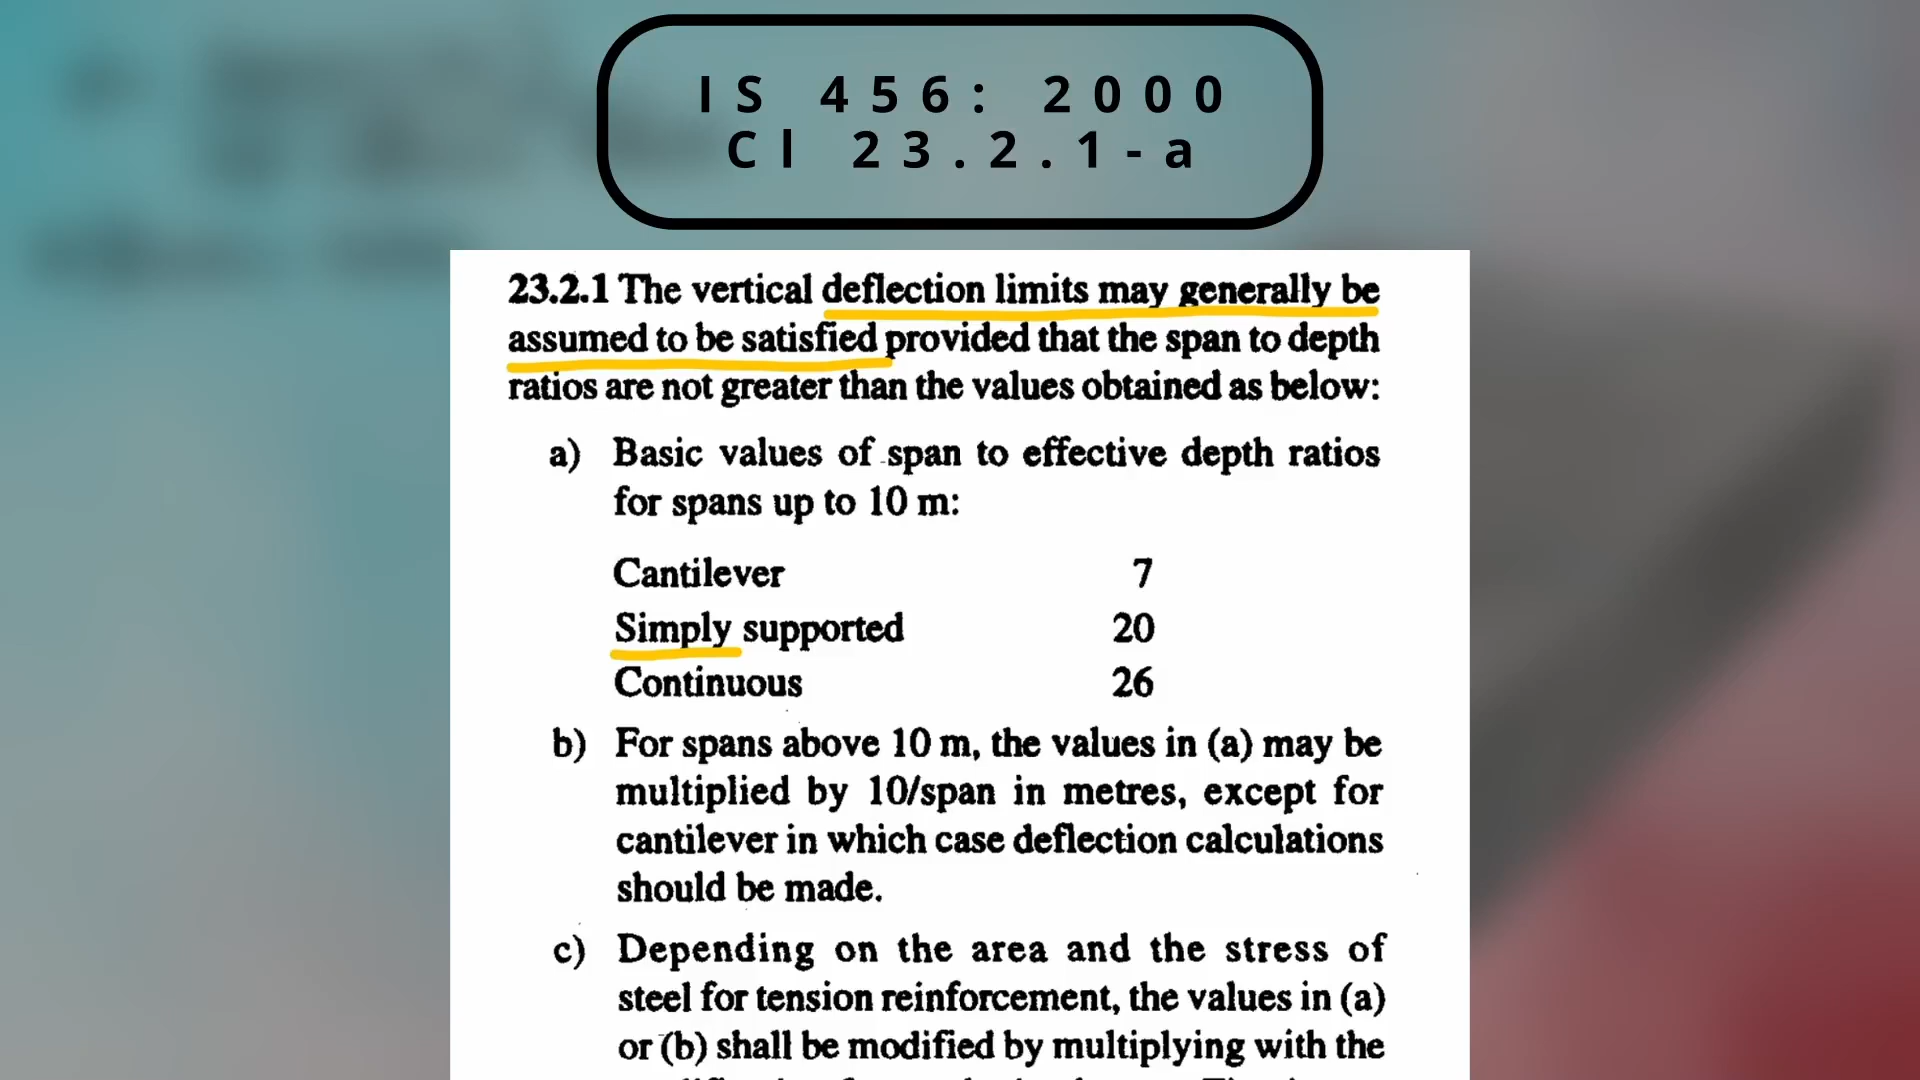 IS 456: 2000
Cl 23.2.1-a
23.2.1 The vertical deflection limits may generally be
assumed to be satisfied provided that the span to depth
ratios are not greater than the values obtained as below:
a) Basic values of span to effective depth ratios
for spans up to 10 m:
Cantilever 7
Simply supported 20
Continuous 26
b) For spans above 10 m, the values in (a) may be
multiplied by 10/span in metres, except for
cantilever in which case deflection calculations
should be made.
c) Depending on the area and the stress of
steel for tension reinforcement, the values in (a)
or (b) shall be modified by multiplying with the